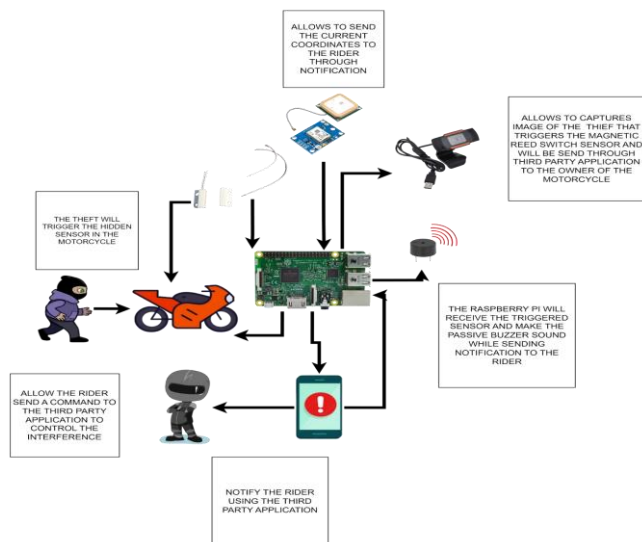 ALLOWS TO SEND
THE CURRENT
COORDINATES TO
THE RIDER
THROUGH
NOTIFICATION
ALLOWS TO CAPTURES
IMAGE OF THE THIEF THAT
TRIGGERS THE MAGNETIC
REED SWITCH SENSOR AND
WILL BE SEND THROUGH
THIRD PARTY APPLICATION
TO THE OWNER OF THE
MOTORCYCLE
THE THEFT WILL
TRIGGER THE HIDDEN
SENSOR IN THE
MOTORCYCLE
THE RASPBERRY PI WILL
RECEIVE THE TRIGGERED
SENSOR AND MAKE THE
PASSIVE BUZZER SOUND
WHILE SENDING
NOTIFICATION TO THE
RIDER
ALLOW THE RIDER
SEND A COMMAND TO
THE THIRD PARTY
APPLICATION TO
CONTROL THE
INTERFERENCE
NOTIFY THE RIDER
USING THE THIRD
PARTY APPLICATION